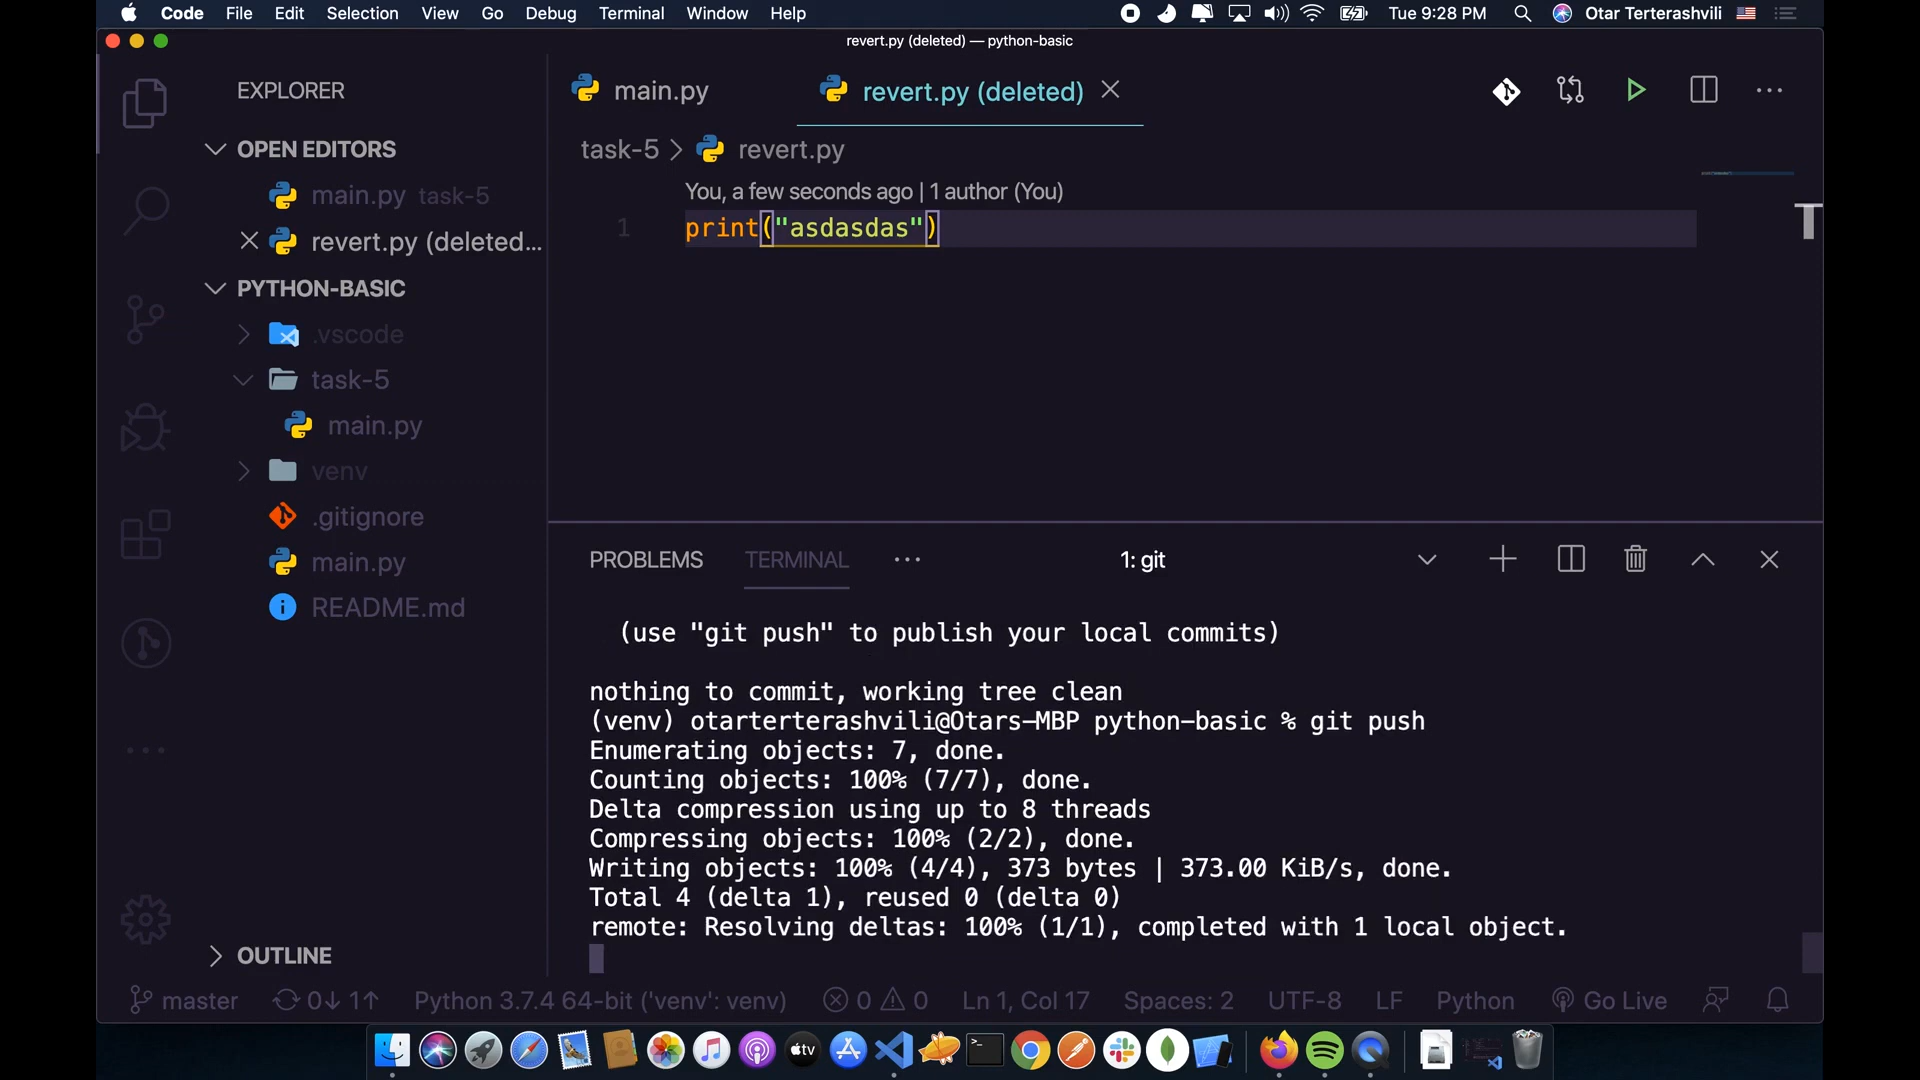 Code File Edit Selection View Go Debug Terminal Window Help Tue 9:28 PM Otar Terterashvili
revert.py (deleted) — python-basic
EXPLORER
OPEN EDITORS
main.py task-5
revert.py (deleted...
PYTHON-BASIC
.vscode
task-5
main.py
venv
.gitignore
main.py
README.md
OUTLINE
main.py revert.py (deleted)
task-5 > revert.py
You, a few seconds ago | 1 author (You)
1 print("asdasdas")
PROBLEMS TERMINAL ··· 1: git
(use "git push" to publish your local commits)
nothing to commit, working tree clean
(venv) otarterterashvili@Otars-MBP python-basic % git push
Enumerating objects: 7, done.
Counting objects: 100% (7/7), done.
Delta compression using up to 8 threads
Compressing objects: 100% (2/2), done.
Writing objects: 100% (4/4), 373 bytes | 373.00 KiB/s, done.
Total 4 (delta 1), reused 0 (delta 0)
remote: Resolving deltas: 100% (1/1), completed with 1 local object.
master 0↓ 1↑ Python 3.7.4 64-bit ('venv': venv) 0 0 Ln 1, Col 17 Spaces: 2 UTF-8 LF Python Go Live
tv